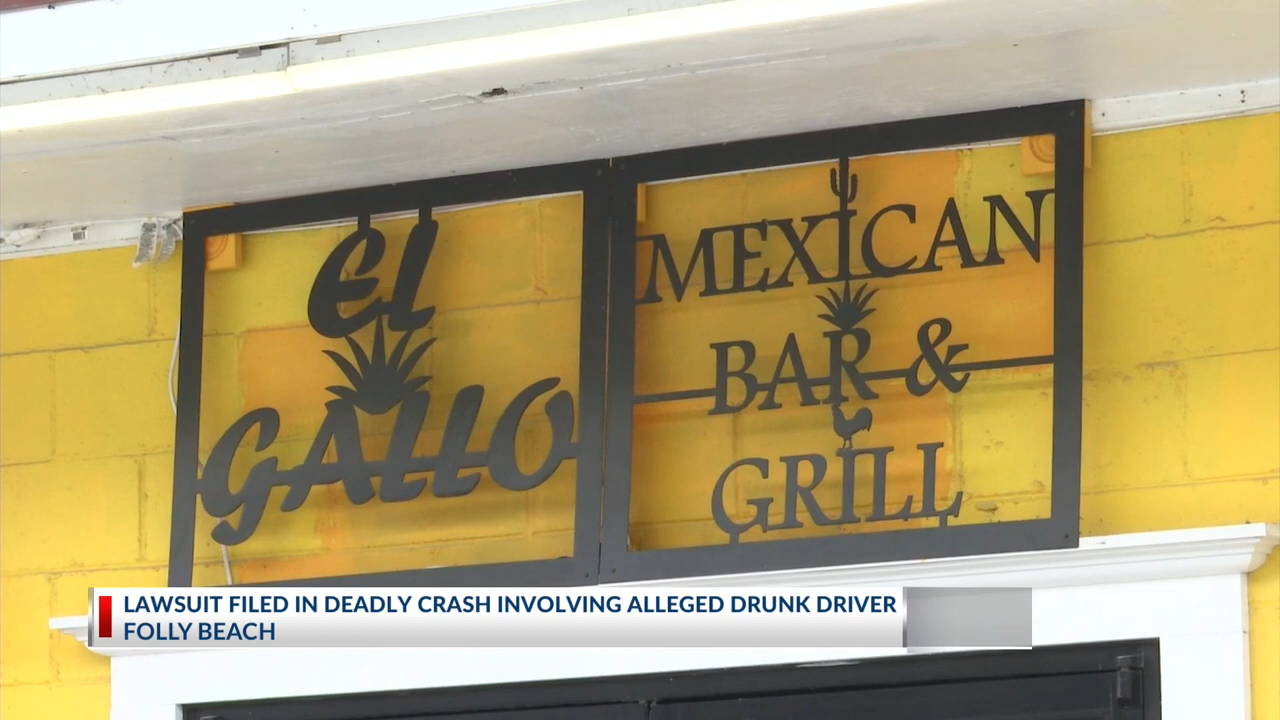 El
GALLO
MEXICAN
BAR &
GRILL
LAWSUIT FILED IN DEADLY CRASH INVOLVING ALLEGED DRUNK DRIVER
FOLLY BEACH